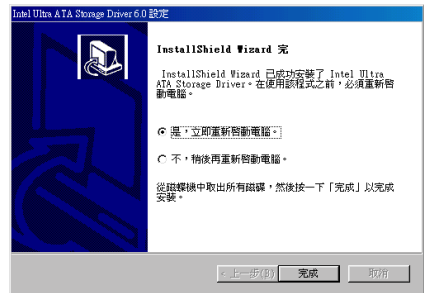 Intel Ultra ATA Storage Driver 6.0 設定
InstallShield Wizard 完
InstallShield Wizard 已成功安裝了 Intel Ultra
ATA Storage Driver。在使用該程式之前，必須重新啓
動電腦。
是，立即重新啓動電腦。
不，稍後再重新啓動電腦。
從磁碟機中取出所有磁碟，然後按一下「完成」以完成
安裝。
< 上一步(B)
完成
取消